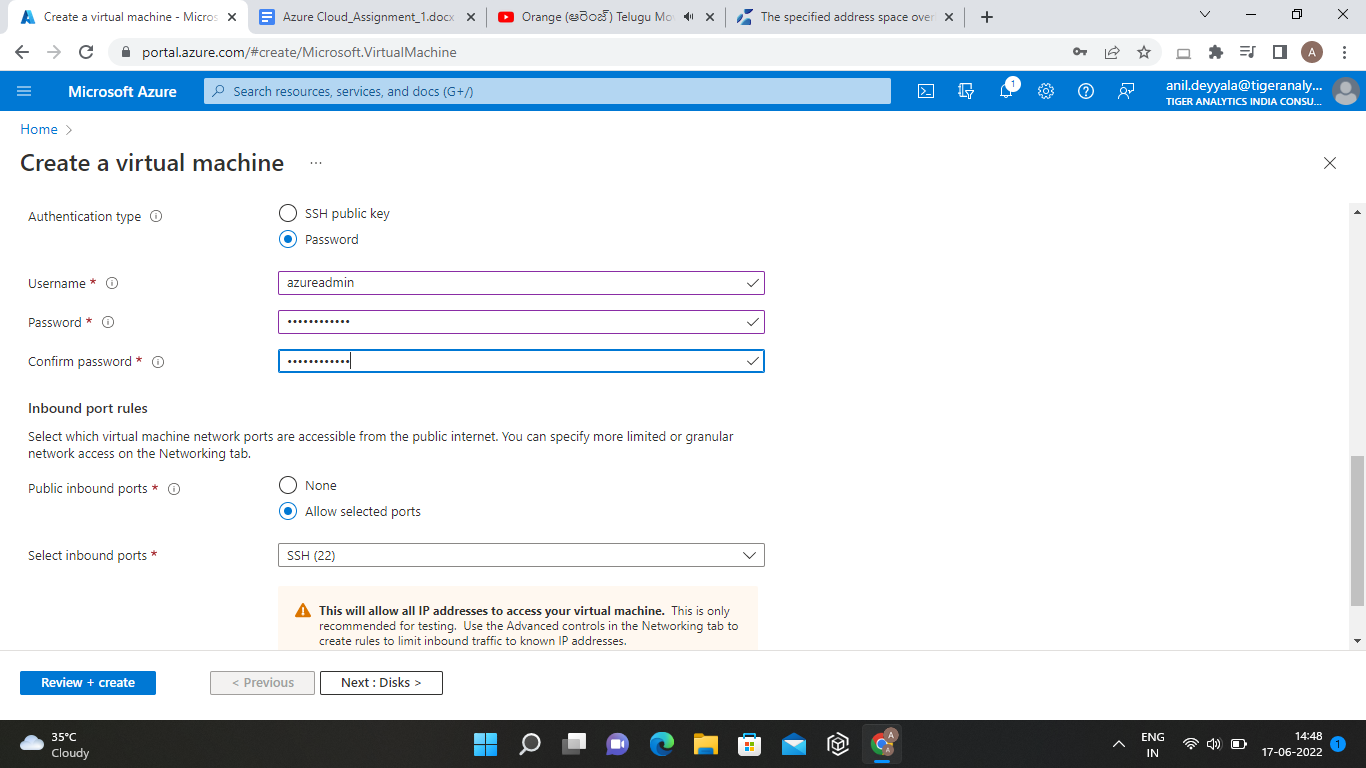 Create a virtual machine - Micros
Azure Cloud_Assignment_1.docx
Orange (ఆరెంజ్) Telugu Mo
The specified address space over
portal.azure.com/#create/Microsoft.VirtualMachine
A
Microsoft Azure
Search resources, services, and docs (G+/)
1
anil.deyyala@tigeranaly...
TIGER ANALYTICS INDIA CONSU...
Home
Create a virtual machine
...
Authentication type
SSH public key
Password
Username *
azureadmin
Password *
••••••••••••
Confirm password *
••••••••••••
Inbound port rules
Select which virtual machine network ports are accessible from the public internet. You can specify more limited or granular
network access on the Networking tab.
Public inbound ports *
None
Allow selected ports
Select inbound ports *
SSH (22)
This will allow all IP addresses to access your virtual machine. This is only
recommended for testing. Use the Advanced controls in the Networking tab to
create rules to limit inbound traffic to known IP addresses.
Review + create
< Previous
Next : Disks >
35°C
Cloudy
A
A
ENG
IN
14:48
17-06-2022
1